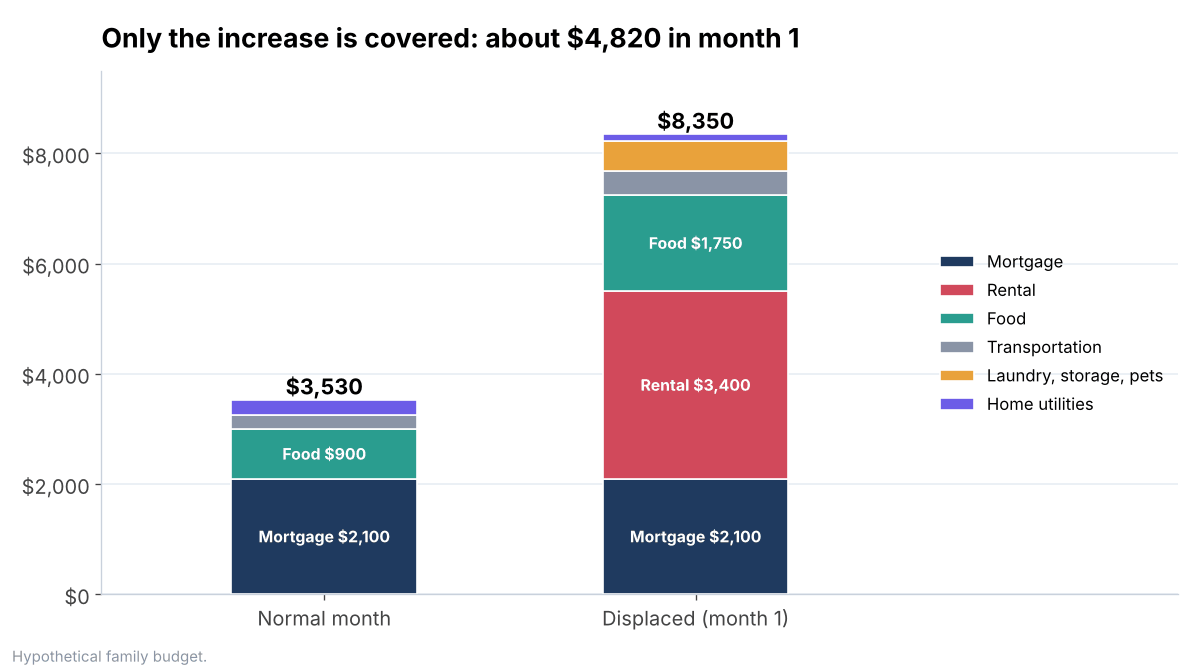 Only the increase is covered: about $4,820 in month 1
$8,350
$8,000
Food $1,750
$6,000
Mortgage
Rental
Food
Transportation
$4,000
$3,530
Rental $3,400
Laundry, storage, pets
Home utilities
Food $900
$2,000
Mortgage $2,100
Mortgage $2,100
$0
Normal month
Displaced (month 1)
Hypothetical family budget.